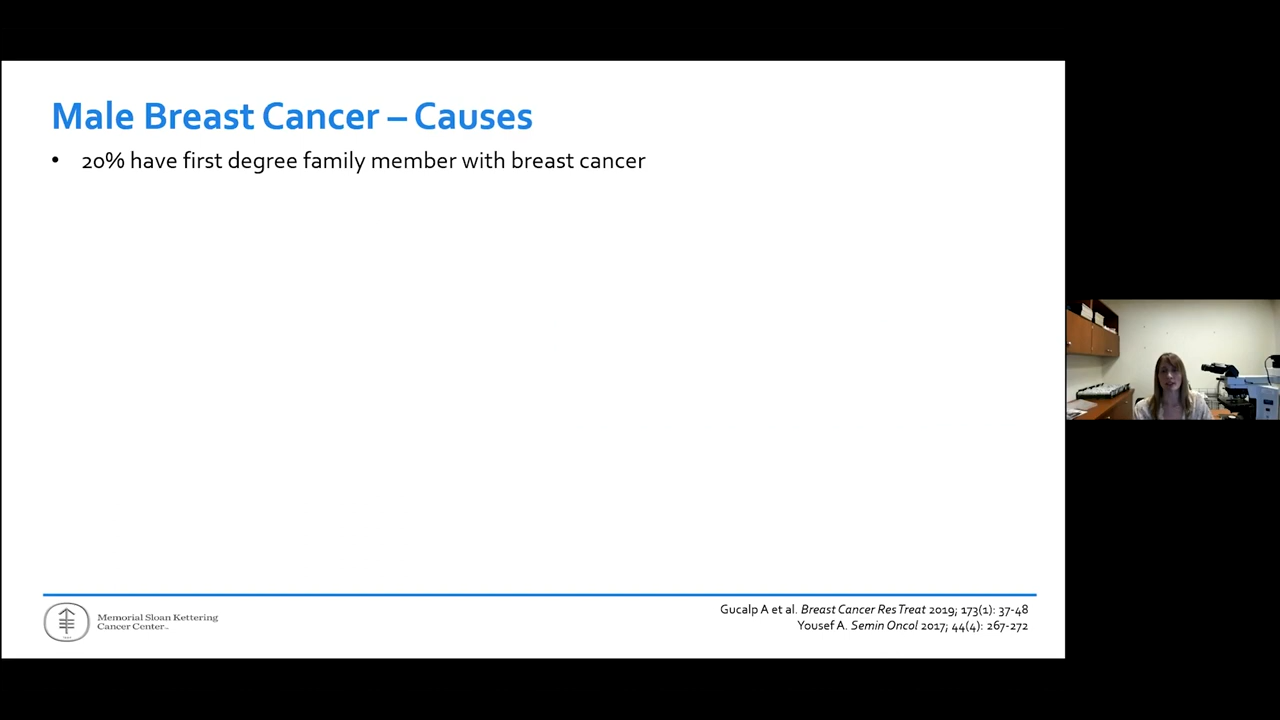 Male Breast Cancer – Causes
• 20% have first degree family member with breast cancer
Memorial Sloan Kettering
Cancer Center
Gucalp A et al. Breast Cancer Res Treat 2019; 173(1): 37-48
Yousef A. Semin Oncol 2017; 44(4): 267-272